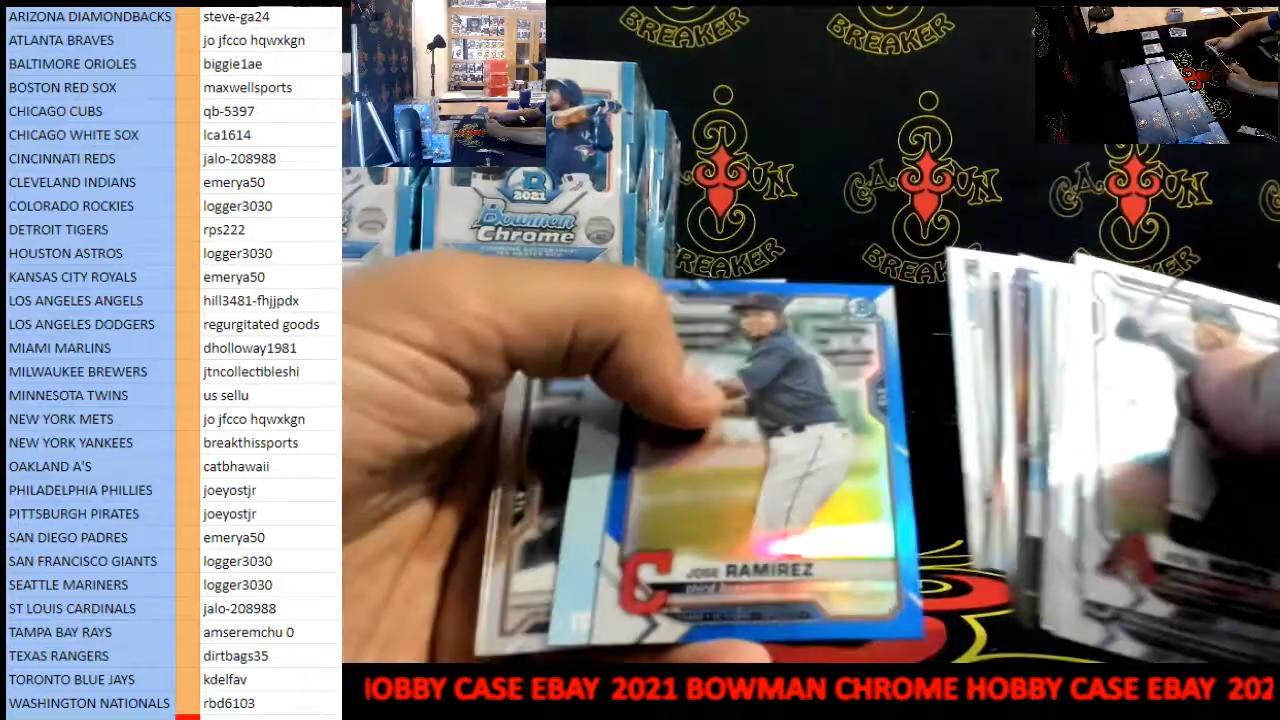 ARIZONA DIAMONDBACKS steve-ga24
ATLANTA BRAVES jo jfcco hqwxkgn
BALTIMORE ORIOLES biggie1ae
BOSTON RED SOX maxwellsports
CHICAGO CUBS qb-5397
CHICAGO WHITE SOX lca1614
CINCINNATI REDS jalo-208988
CLEVELAND INDIANS emerya50
COLORADO ROCKIES logger3030
DETROIT TIGERS rps222
HOUSTON ASTROS logger3030
KANSAS CITY ROYALS emerya50
LOS ANGELES ANGELS hill3481-fhjjpdx
LOS ANGELES DODGERS regurgitated goods
MIAMI MARLINS dholloway1981
MILWAUKEE BREWERS jtncollectibleshi
MINNESOTA TWINS us sellu
NEW YORK METS jo jfcco hqwxkgn
NEW YORK YANKEES breakthissports
OAKLAND A'S catbhawaii
PHILADELPHIA PHILLIES joeyostjr
PITTSBURGH PIRATES joeyostjr
SAN DIEGO PADRES emerya50
SAN FRANCISCO GIANTS logger3030
SEATTLE MARINERS logger3030
ST LOUIS CARDINALS jalo-208988
TAMPA BAY RAYS amseremchu 0
TEXAS RANGERS dirtbags35
TORONTO BLUE JAYS kdelfav
WASHINGTON NATIONALS rbd6103
BREAKER
BREAKER
2021
Bowman
Chrome
CAJUN
BREAKER
CAJUN
BREAKER
BREAKER
C
JOSE RAMIREZ
HOBBY CASE EBAY 2021 BOWMAN CHROME HOBBY CASE EBAY 202